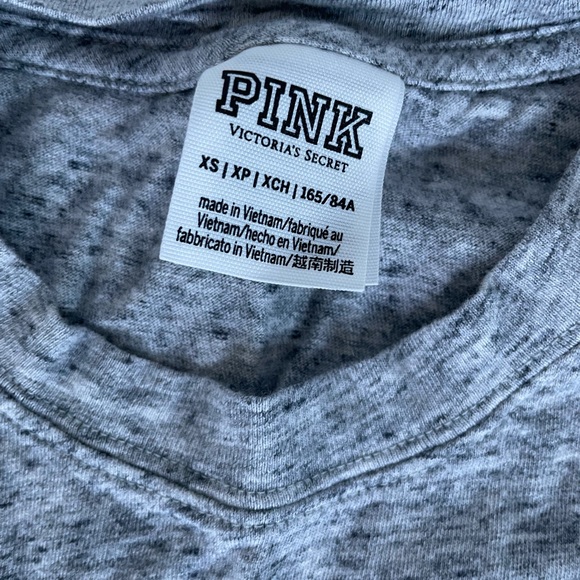 PINK
VICTORIA'S SECRET
XS | XP | XCH | 165/84A
made in Vietnam/fabriqué au
Vietnam/hecho en Vietnam/
fabbricato in Vietnam/越南制造